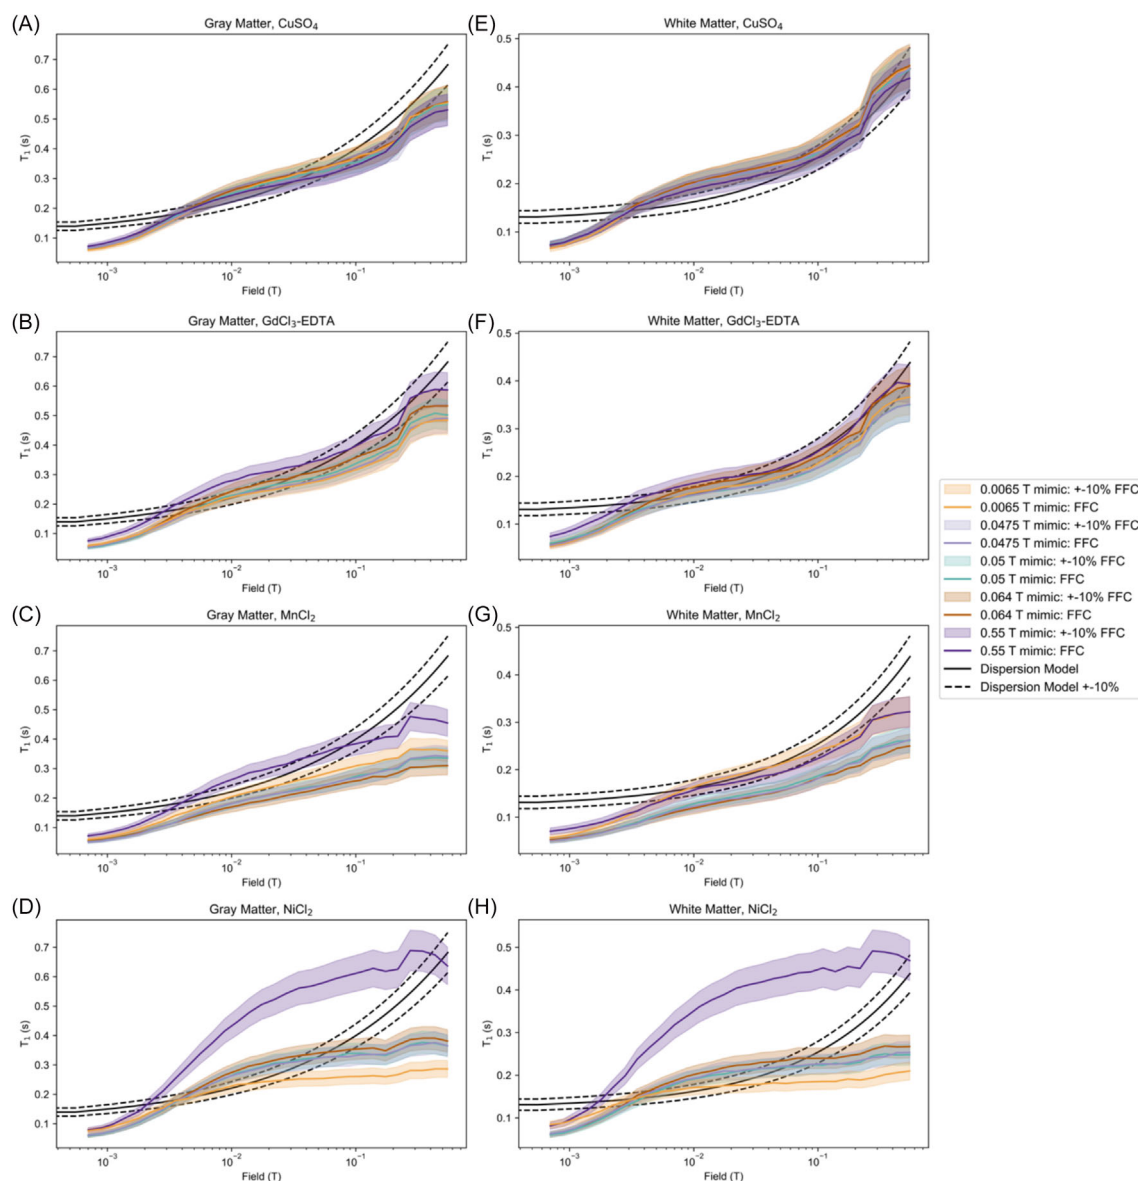 (A)
Gray Matter, CuSO₄
0.7
0.6
0.5
0.4
0.3
0.2
0.1
T₁ (s)
10⁻³
10⁻²
10⁻¹
Field (T)
(E)
White Matter, CuSO₄
0.5
0.4
0.3
0.2
0.1
T₁ (s)
10⁻³
10⁻²
10⁻¹
Field (T)
(B)
Gray Matter, GdCl₃-EDTA
0.7
0.6
0.5
0.4
0.3
0.2
0.1
T₁ (s)
10⁻³
10⁻²
10⁻¹
Field (T)
(F)
White Matter, GdCl₃-EDTA
0.5
0.4
0.3
0.2
0.1
T₁ (s)
10⁻³
10⁻²
10⁻¹
Field (T)
(C)
Gray Matter, MnCl₂
0.7
0.6
0.5
0.4
0.3
0.2
0.1
T₁ (s)
10⁻³
10⁻²
10⁻¹
Field (T)
(G)
White Matter, MnCl₂
0.5
0.4
0.3
0.2
0.1
T₁ (s)
10⁻³
10⁻²
10⁻¹
Field (T)
(D)
Gray Matter, NiCl₂
0.7
0.6
0.5
0.4
0.3
0.2
0.1
T₁ (s)
10⁻³
10⁻²
10⁻¹
Field (T)
(H)
White Matter, NiCl₂
0.5
0.4
0.3
0.2
0.1
T₁ (s)
10⁻³
10⁻²
10⁻¹
Field (T)
0.0065 T mimic: +-10% FFC
0.0065 T mimic: FFC
0.0475 T mimic: +-10% FFC
0.0475 T mimic: FFC
0.05 T mimic: +-10% FFC
0.05 T mimic: FFC
0.064 T mimic: +-10% FFC
0.064 T mimic: FFC
0.55 T mimic: +-10% FFC
0.55 T mimic: FFC
Dispersion Model
Dispersion Model +-10%